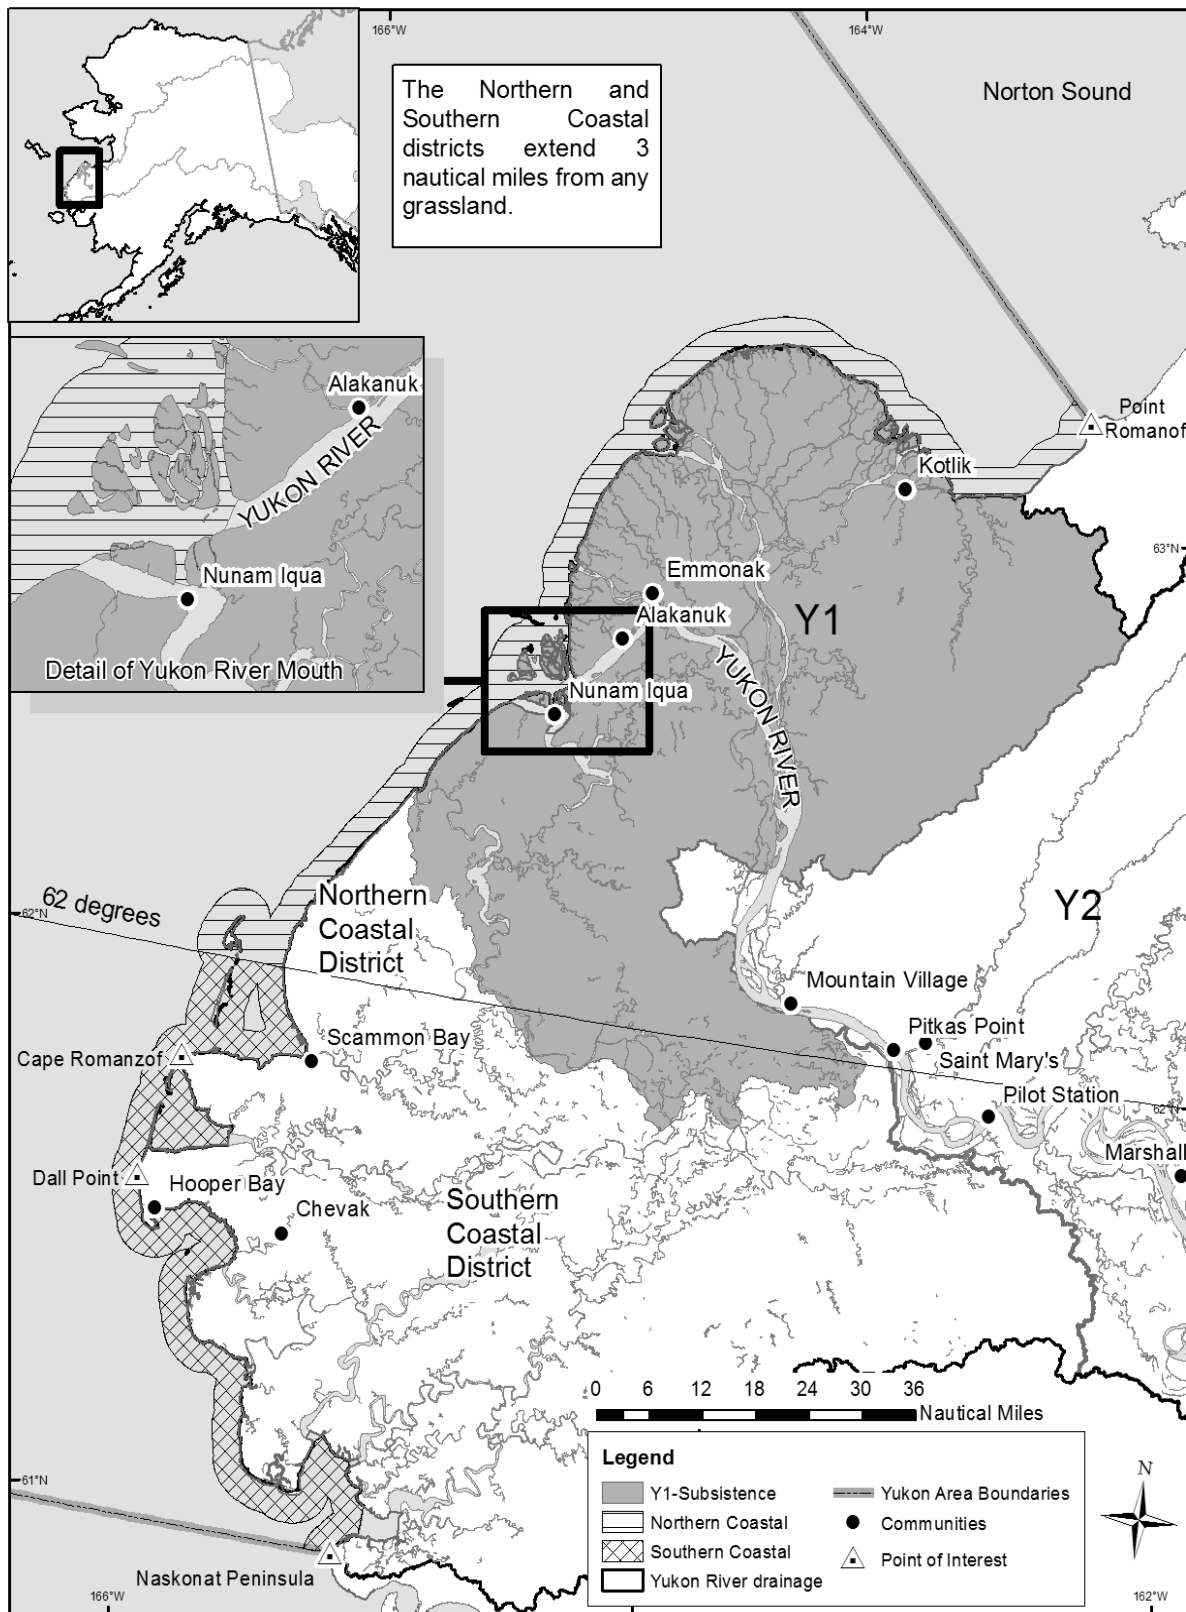 166°W
164°W
Norton Sound
The Northern and
Southern Coastal
districts extend 3
nautical miles from any
grassland.
Point
Romanof
Alakanuk
YUKON RIVER
Nunam Iqua
Detail of Yukon River Mouth
Kotlik
63°N
Emmonak
Alakanuk
Y1
Nunam Iqua
YUKON RIVER
62 degrees
62°N
Northern
Coastal
District
Y2
Mountain Village
Pitkas Point
Saint Mary's
Cape Romanzof
Scammon Bay
Pilot Station
62°N
Marshall
Dall Point
Hooper Bay
Chevak
Southern
Coastal
District
0 6 12 18 24 30 36
Nautical Miles
61°N
Legend
Y1-Subsistence
Northern Coastal
Southern Coastal
Yukon River drainage
Yukon Area Boundaries
Communities
Point of Interest
N
Naskonat Peninsula
166°W
162°W